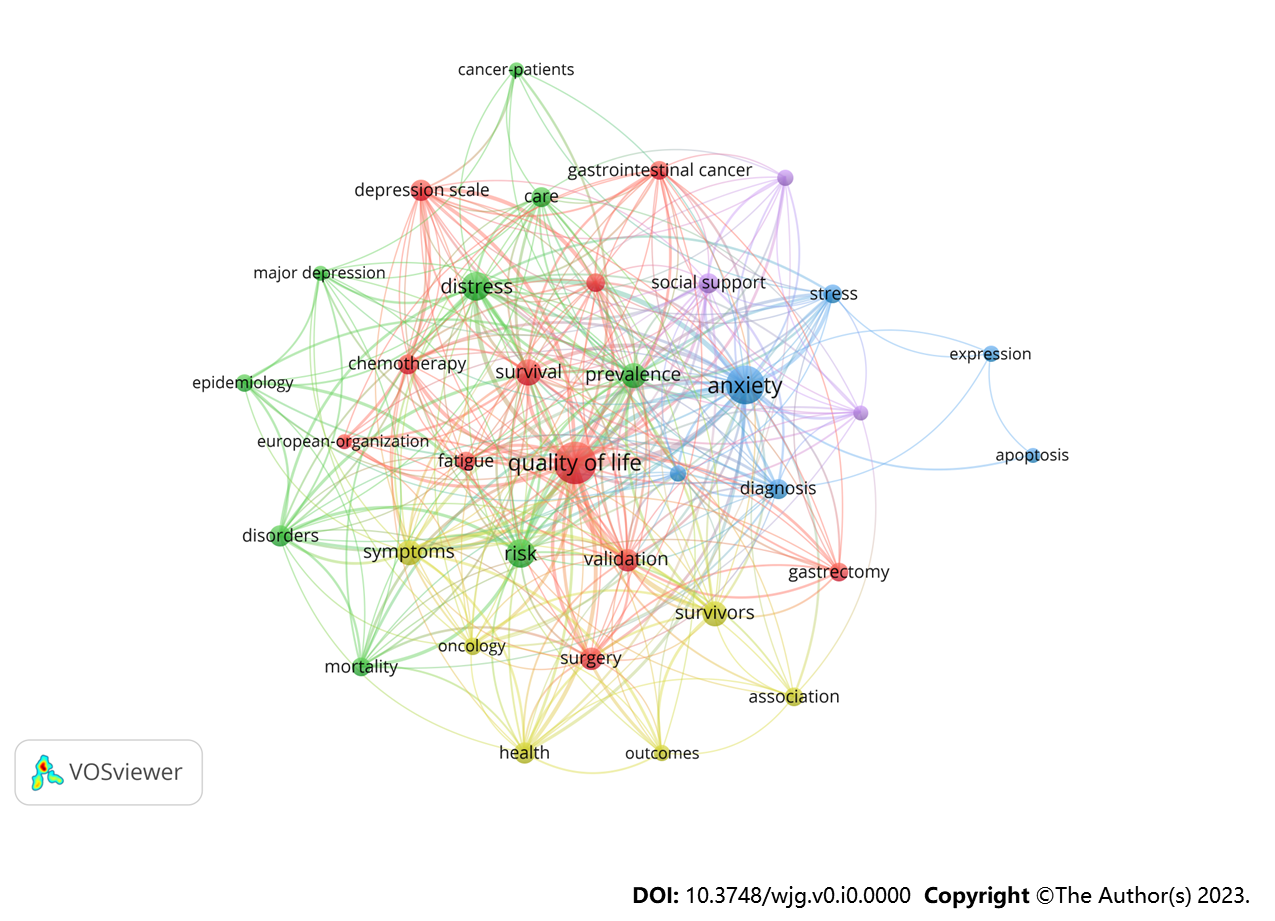 cancer-patients
gastrointestinal cancer
depression scale
care
major depression
distress
social support
stress
expression
chemotherapy
survival
prevalence
anxiety
epidemiology
european-organization
fatigue
quality of life
apoptosis
diagnosis
disorders
symptoms
risk
validation
gastrectomy
survivors
oncology
surgery
mortality
association
health
outcomes
VOSviewer
DOI: 10.3748/wjg.v0.i0.0000 Copyright ©The Author(s) 2023.